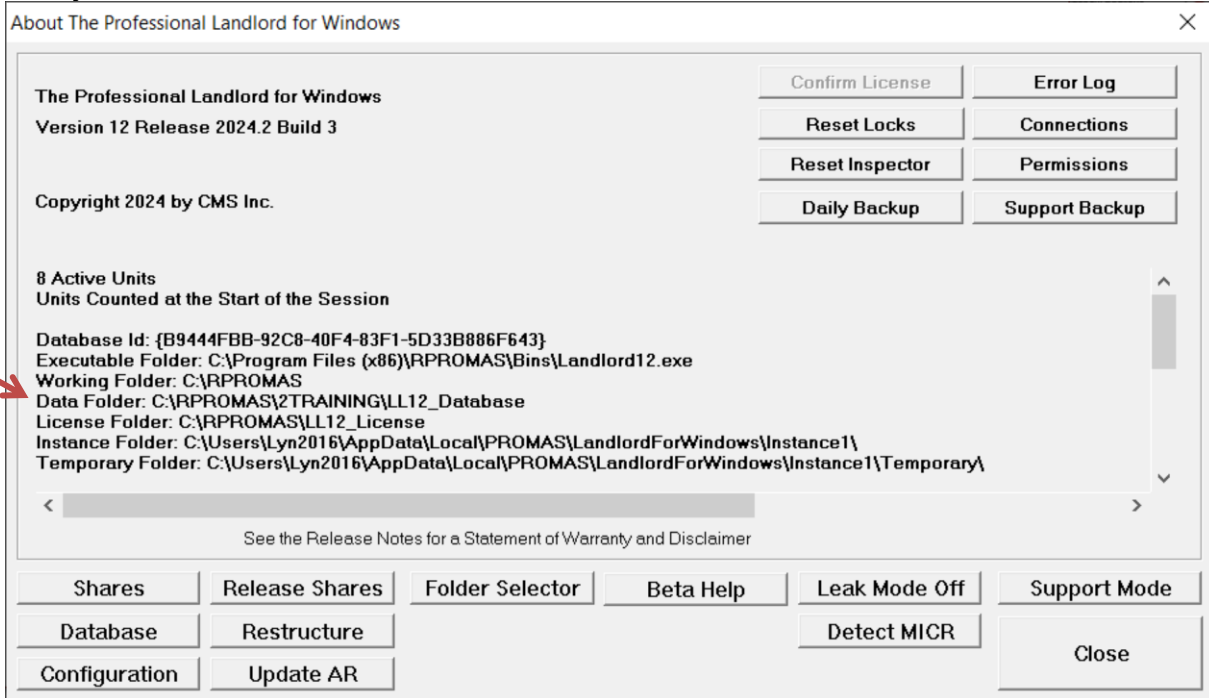 About The Professional Landlord for Windows
The Professional Landlord for Windows
Version 12 Release 2024.2 Build 3
Copyright 2024 by CMS Inc.
Confirm License
Error Log
Reset Locks
Connections
Reset Inspector
Permissions
Daily Backup
Support Backup
8 Active Units
Units Counted at the Start of the Session
Database Id: {B9444FBB-92C8-40F4-83F1-5D33B886F643}
Executable Folder: C:\Program Files (x86)\RPROMAS\Bins\Landlord12.exe
Working Folder: C:\RPROMAS
Data Folder: C:\RPROMAS\2TRAINING\LL12_Database
License Folder: C:\RPROMAS\LL12_License
Instance Folder: C:\Users\Lyn2016\AppData\Local\PROMAS\LandlordForWindows\Instance1\
Temporary Folder: C:\Users\Lyn2016\AppData\Local\PROMAS\LandlordForWindows\Instance1\Temporary\
See the Release Notes for a Statement of Warranty and Disclaimer
Shares
Release Shares
Folder Selector
Beta Help
Leak Mode Off
Support Mode
Database
Restructure
Detect MICR
Close
Configuration
Update AR